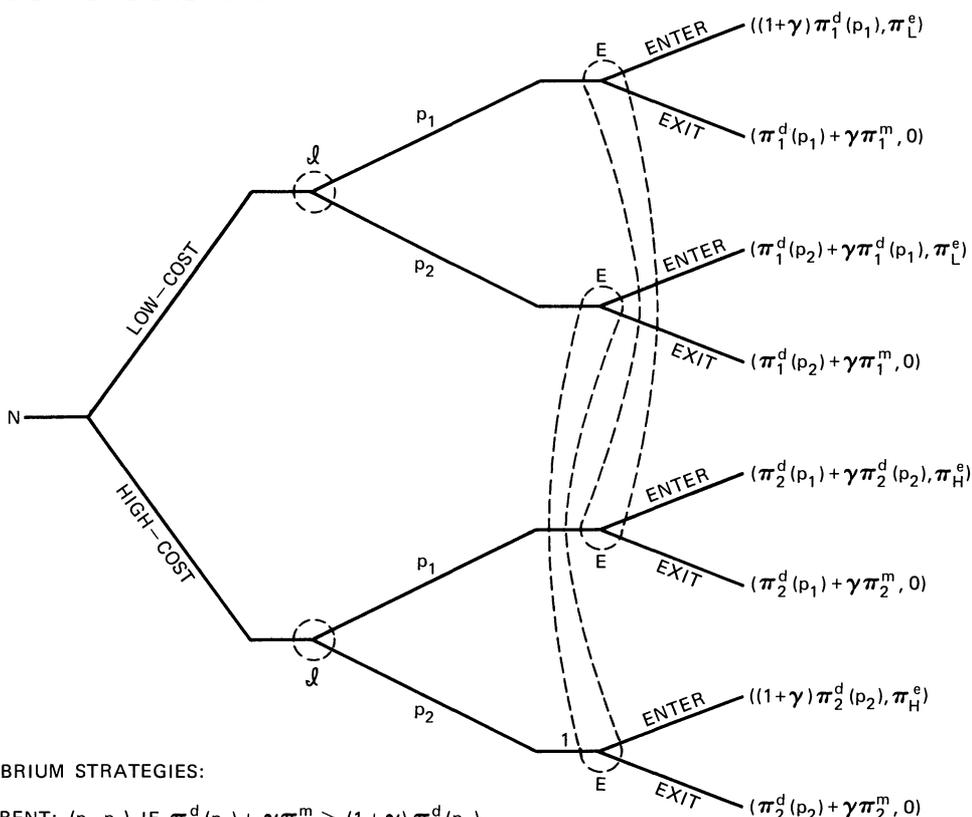 E
ENTER ((1+γ)π₁ᵈ(p₁), π_Lᵉ)
p₁
EXIT (π₁ᵈ(p₁)+γπ₁ᵐ, 0)
ℓ
LOW–COST
p₂
E
ENTER (π₁ᵈ(p₂)+γπ₁ᵈ(p₁), π_Lᵉ)
EXIT (π₁ᵈ(p₂)+γπ₁ᵐ, 0)
N
HIGH–COST
p₁
ENTER (π₂ᵈ(p₁)+γπ₂ᵈ(p₂), π_Hᵉ)
E
EXIT (π₂ᵈ(p₁)+γπ₂ᵐ, 0)
ℓ
p₂
1
ENTER ((1+γ)π₂ᵈ(p₂), π_Hᵉ)
E
EXIT (π₂ᵈ(p₂)+γπ₂ᵐ, 0)
BRIUM STRATEGIES: